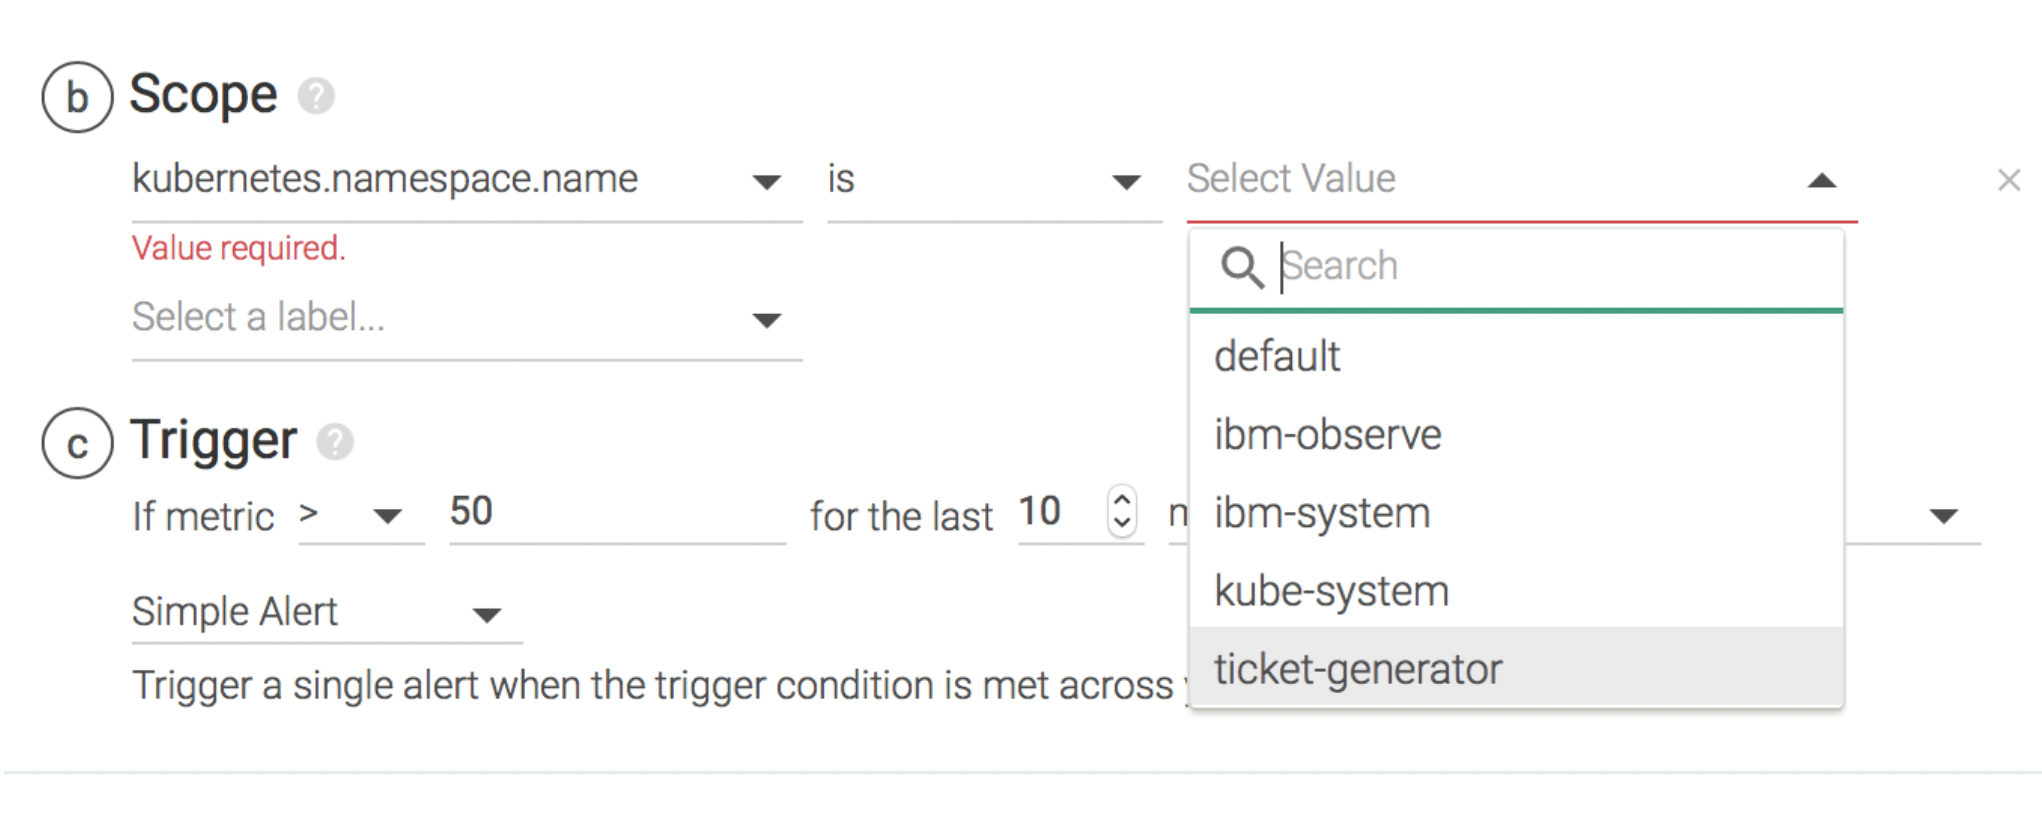 b Scope ?
kubernetes.namespace.name is Select Value ×
Value required.
Search
Select a label...
default
ibm-observe
c Trigger ?
If metric > 50 for the last 10
ibm-system
Simple Alert
kube-system
Trigger a single alert when the trigger condition is met across
ticket-generator